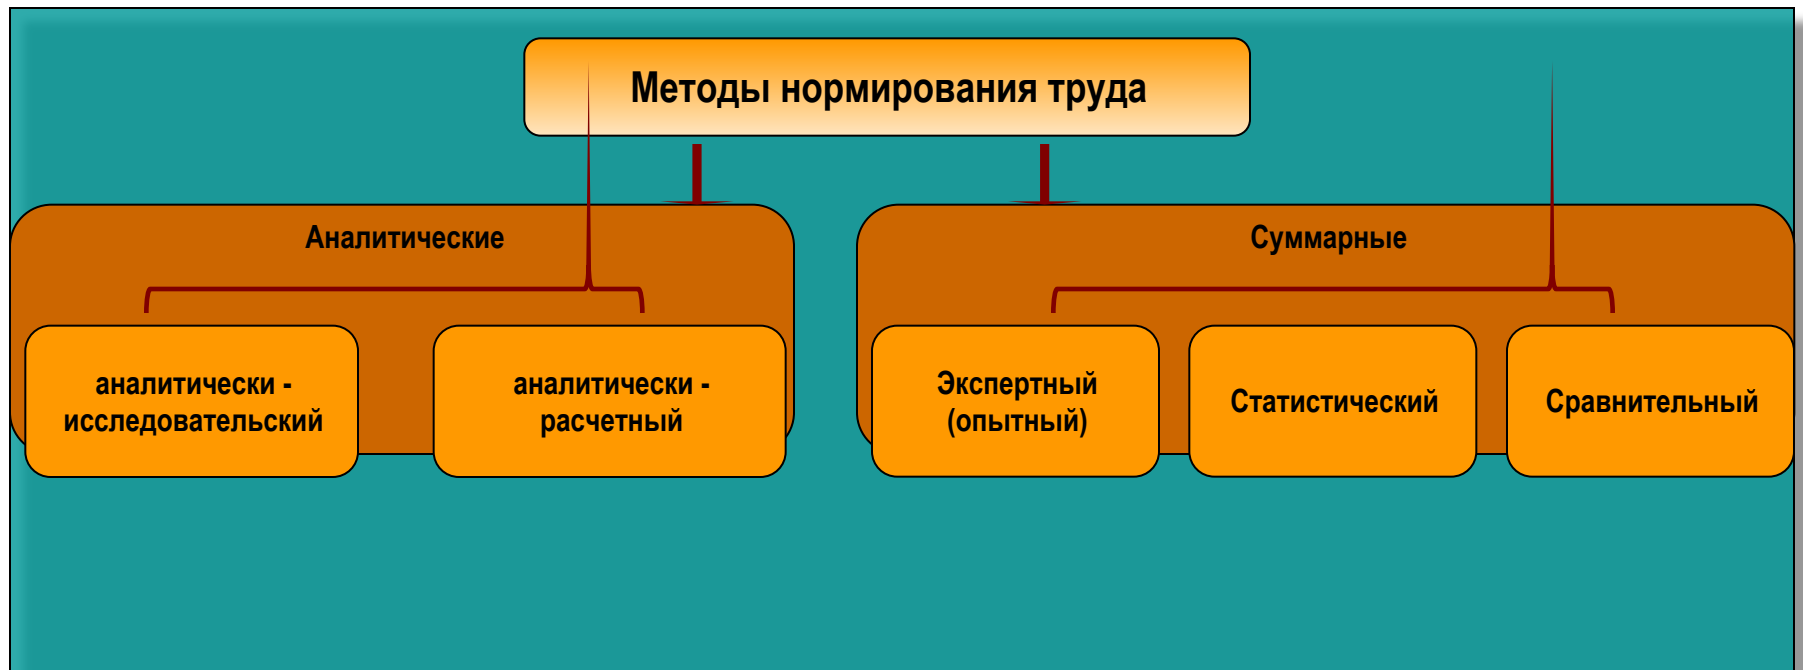 Методы нормирования труда
Аналитические
Суммарные
аналитически -
исследовательский
аналитически -
расчетный
Экспертный
(опытный)
Статистический
Сравнительный